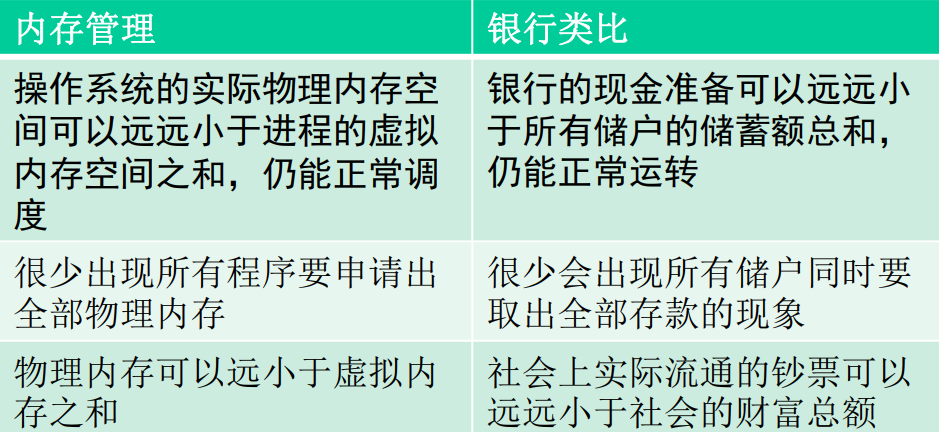 内存管理
银行类比
操作系统的实际物理内存空
间可以远远小于进程的虚拟
内存空间之和，仍能正常调
度
银行的现金准备可以远远小
于所有储户的储蓄额总和，
仍能正常运转
很少出现所有程序要申请出
全部物理内存
很少会出现所有储户同时要
取出全部存款的现象
物理内存可以远小于虚拟内
存之和
社会上实际流通的钞票可以
远远小于社会的财富总额